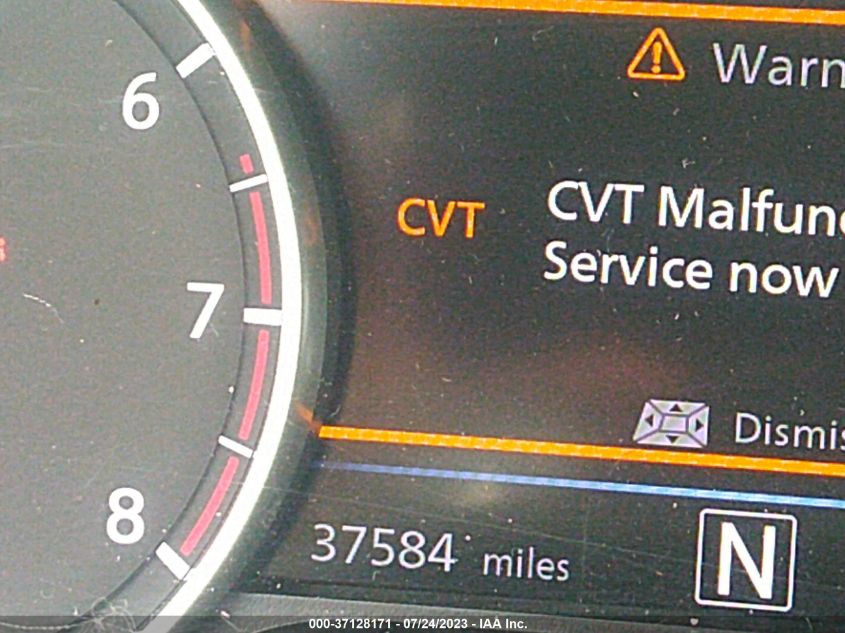 6
7
8
Warn
CVT
CVT Malfunc
Service now
Dismis
37584 miles
N
000-37128171 - 07/24/2023 - IAA Inc.